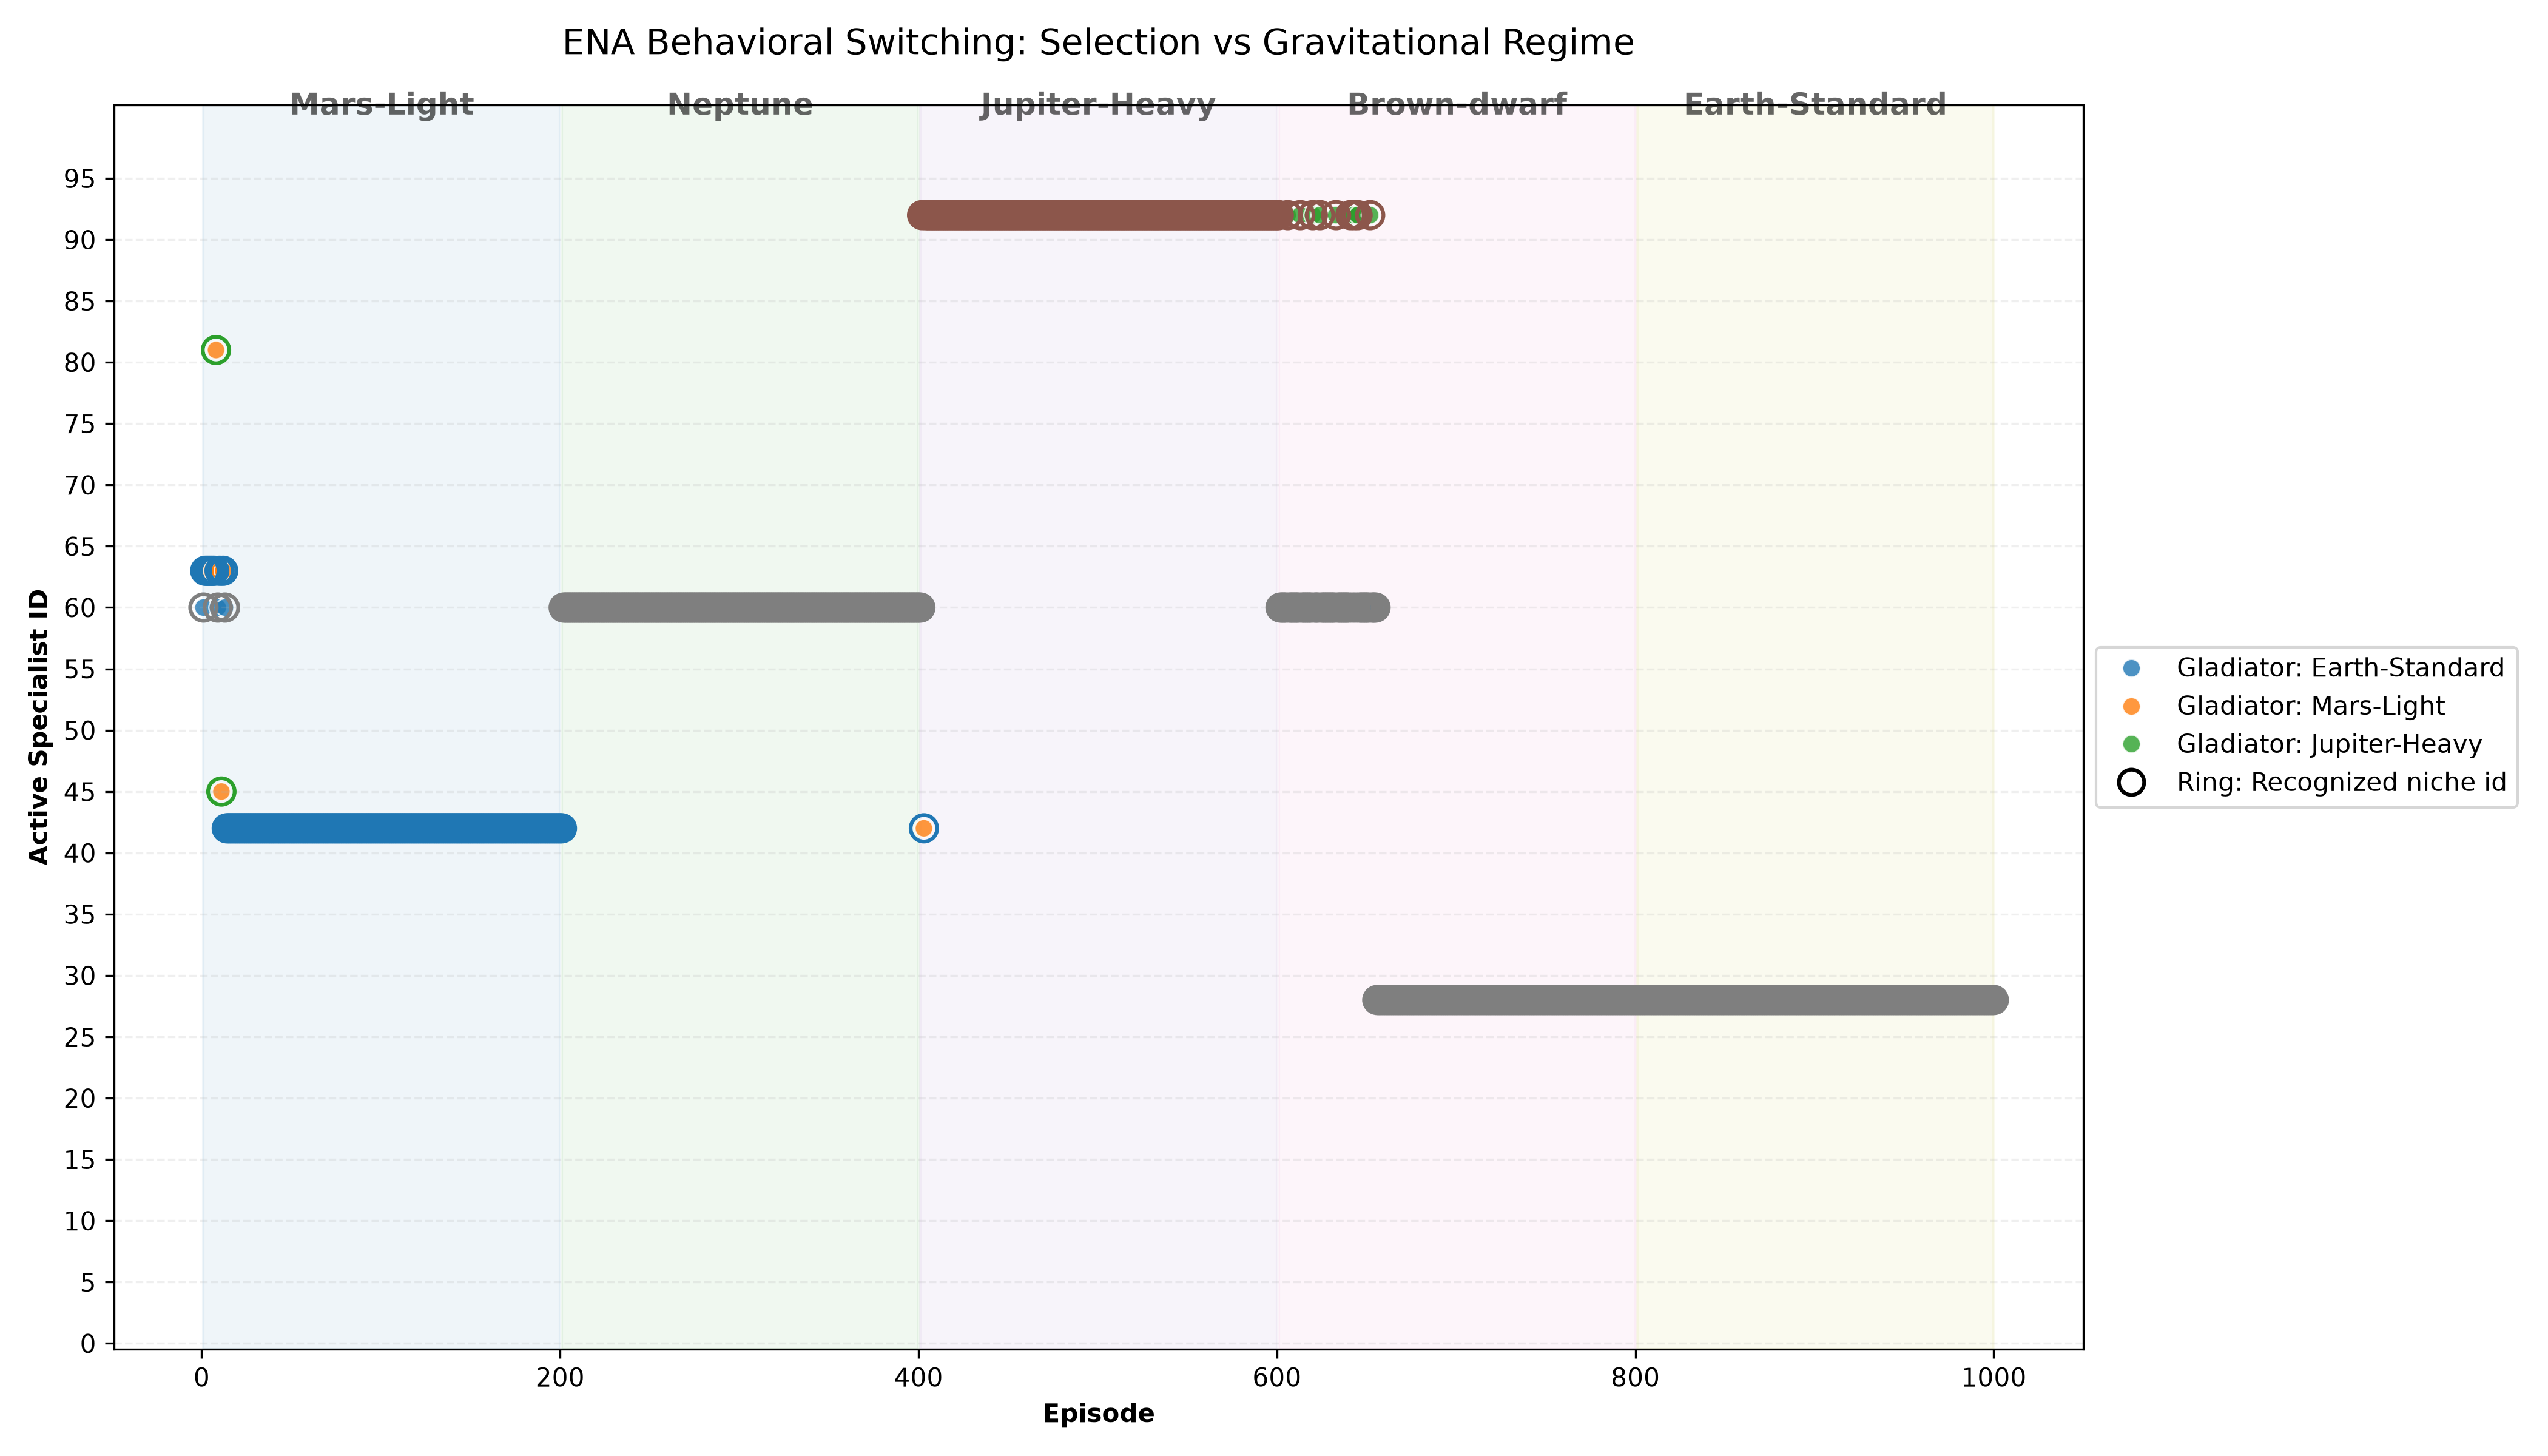 ENA Behavioral Switching: Selection vs Gravitational Regime
Mars-Light Neptune Jupiter-Heavy Brown-dwarf Earth-Standard
95
90
85
80
75
70
65
60
55
50
45
40
35
30
25
20
15
10
5
0
Active Specialist ID
0 200 400 600 800 1000
Episode
Gladiator: Earth-Standard
Gladiator: Mars-Light
Gladiator: Jupiter-Heavy
Ring: Recognized niche id